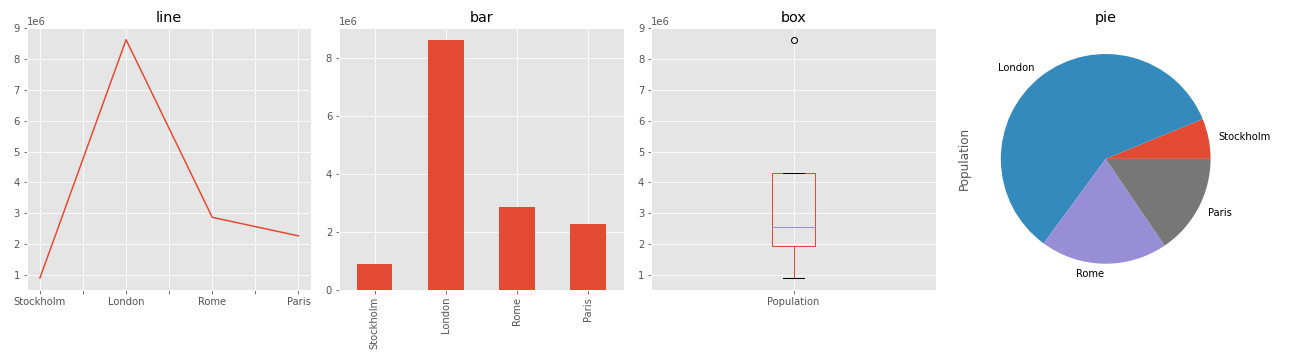 line
1e6
9
8
7
6
5
4
3
2
1
Stockholm London Rome Paris
bar
1e6
8
6
4
2
0
Stockholm
London
Rome
Paris
box
1e6
9
8
7
6
5
4
3
2
1
Population
pie
Population
London
Stockholm
Paris
Rome